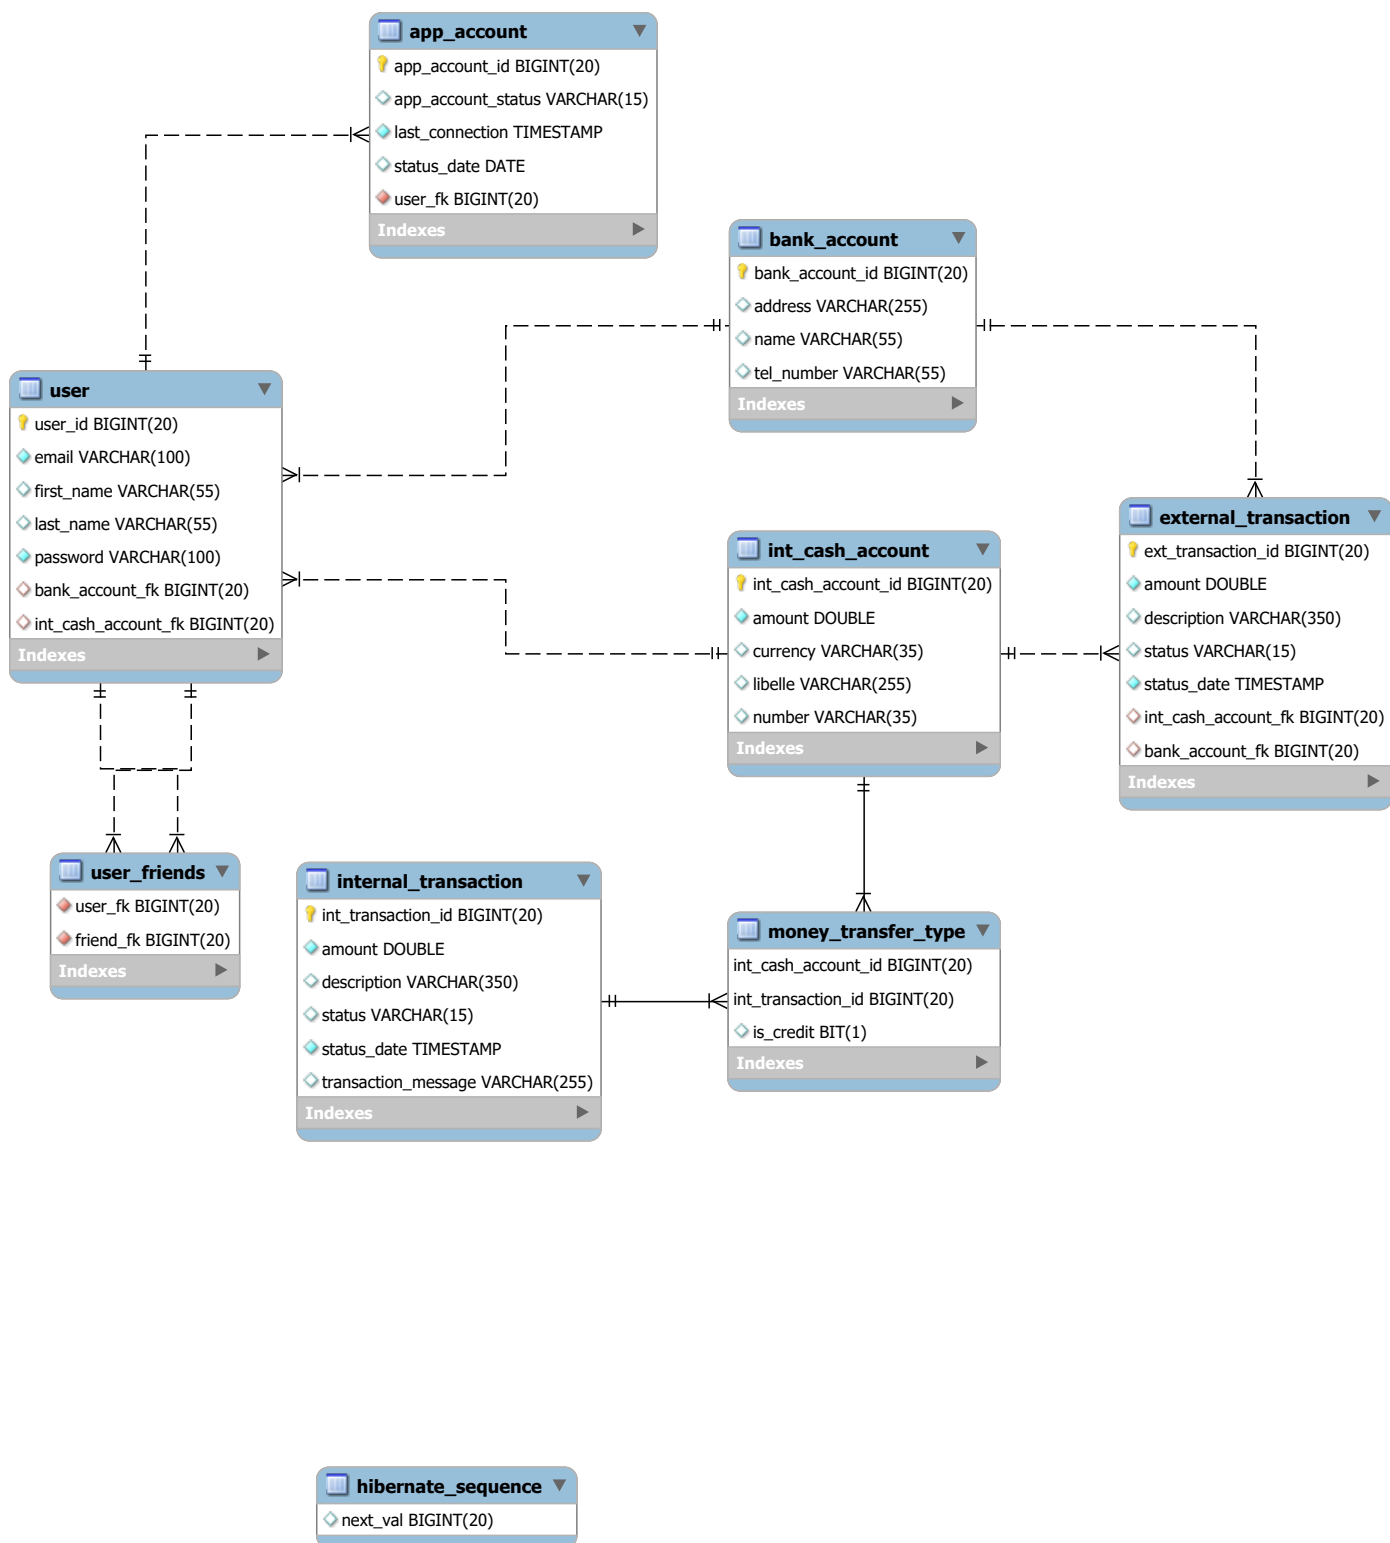 app_account
app_account_id BIGINT(20)
app_account_status VARCHAR(15)
last_connection TIMESTAMP
status_date DATE
user_fk BIGINT(20)
Indexes
bank_account
bank_account_id BIGINT(20)
address VARCHAR(255)
name VARCHAR(55)
tel_number VARCHAR(55)
Indexes
user
user_id BIGINT(20)
email VARCHAR(100)
first_name VARCHAR(55)
last_name VARCHAR(55)
password VARCHAR(100)
bank_account_fk BIGINT(20)
int_cash_account_fk BIGINT(20)
Indexes
int_cash_account
int_cash_account_id BIGINT(20)
amount DOUBLE
currency VARCHAR(35)
libelle VARCHAR(255)
number VARCHAR(35)
Indexes
external_transaction
ext_transaction_id BIGINT(20)
amount DOUBLE
description VARCHAR(350)
status VARCHAR(15)
status_date TIMESTAMP
int_cash_account_fk BIGINT(20)
bank_account_fk BIGINT(20)
Indexes
user_friends
user_fk BIGINT(20)
friend_fk BIGINT(20)
Indexes
internal_transaction
int_transaction_id BIGINT(20)
amount DOUBLE
description VARCHAR(350)
status VARCHAR(15)
status_date TIMESTAMP
transaction_message VARCHAR(255)
Indexes
money_transfer_type
int_cash_account_id BIGINT(20)
int_transaction_id BIGINT(20)
is_credit BIT(1)
Indexes
hibernate_sequence
next_val BIGINT(20)